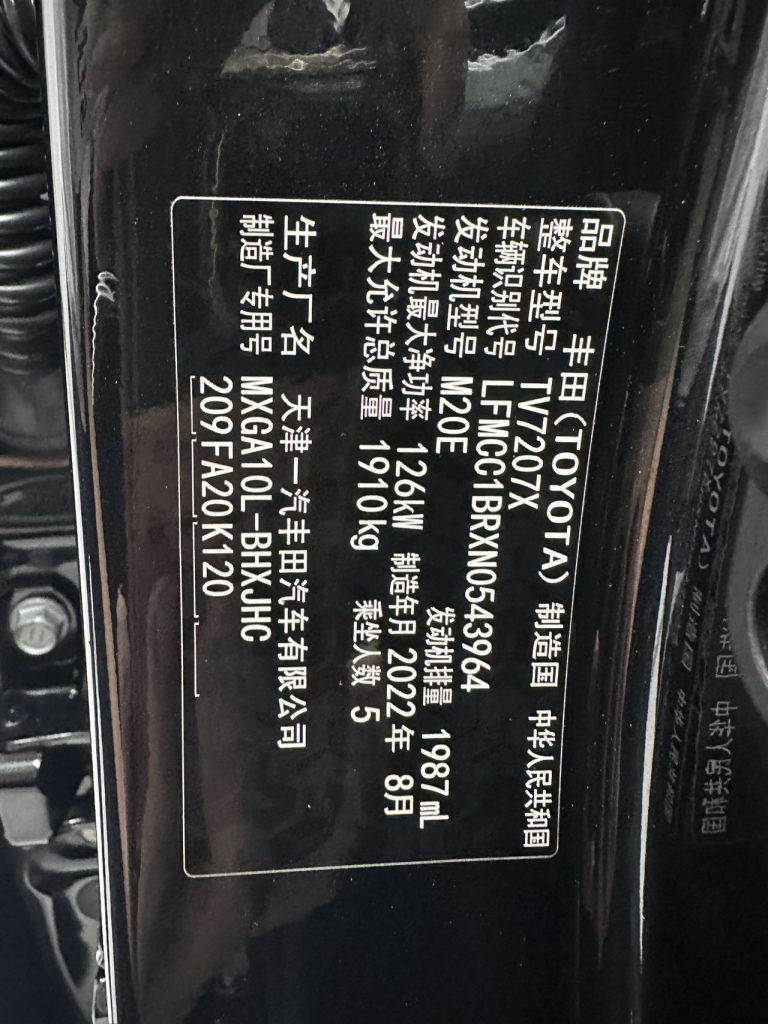 品牌 丰田(TOYOTA) 制造国 中华人民共和国
整车型号 TV7207X
车辆识别代号 LFMCC1BRXN0543964
发动机型号 M20E 发动机排量 1987mL
发动机最大净功率 126kW 制造年月 2022年 8月
最大允许总质量 1910kg 乘坐人数 5
生产厂名 天津一汽丰田汽车有限公司
制造厂专用号 MXGA10L-BHXJHC
209FA20K120